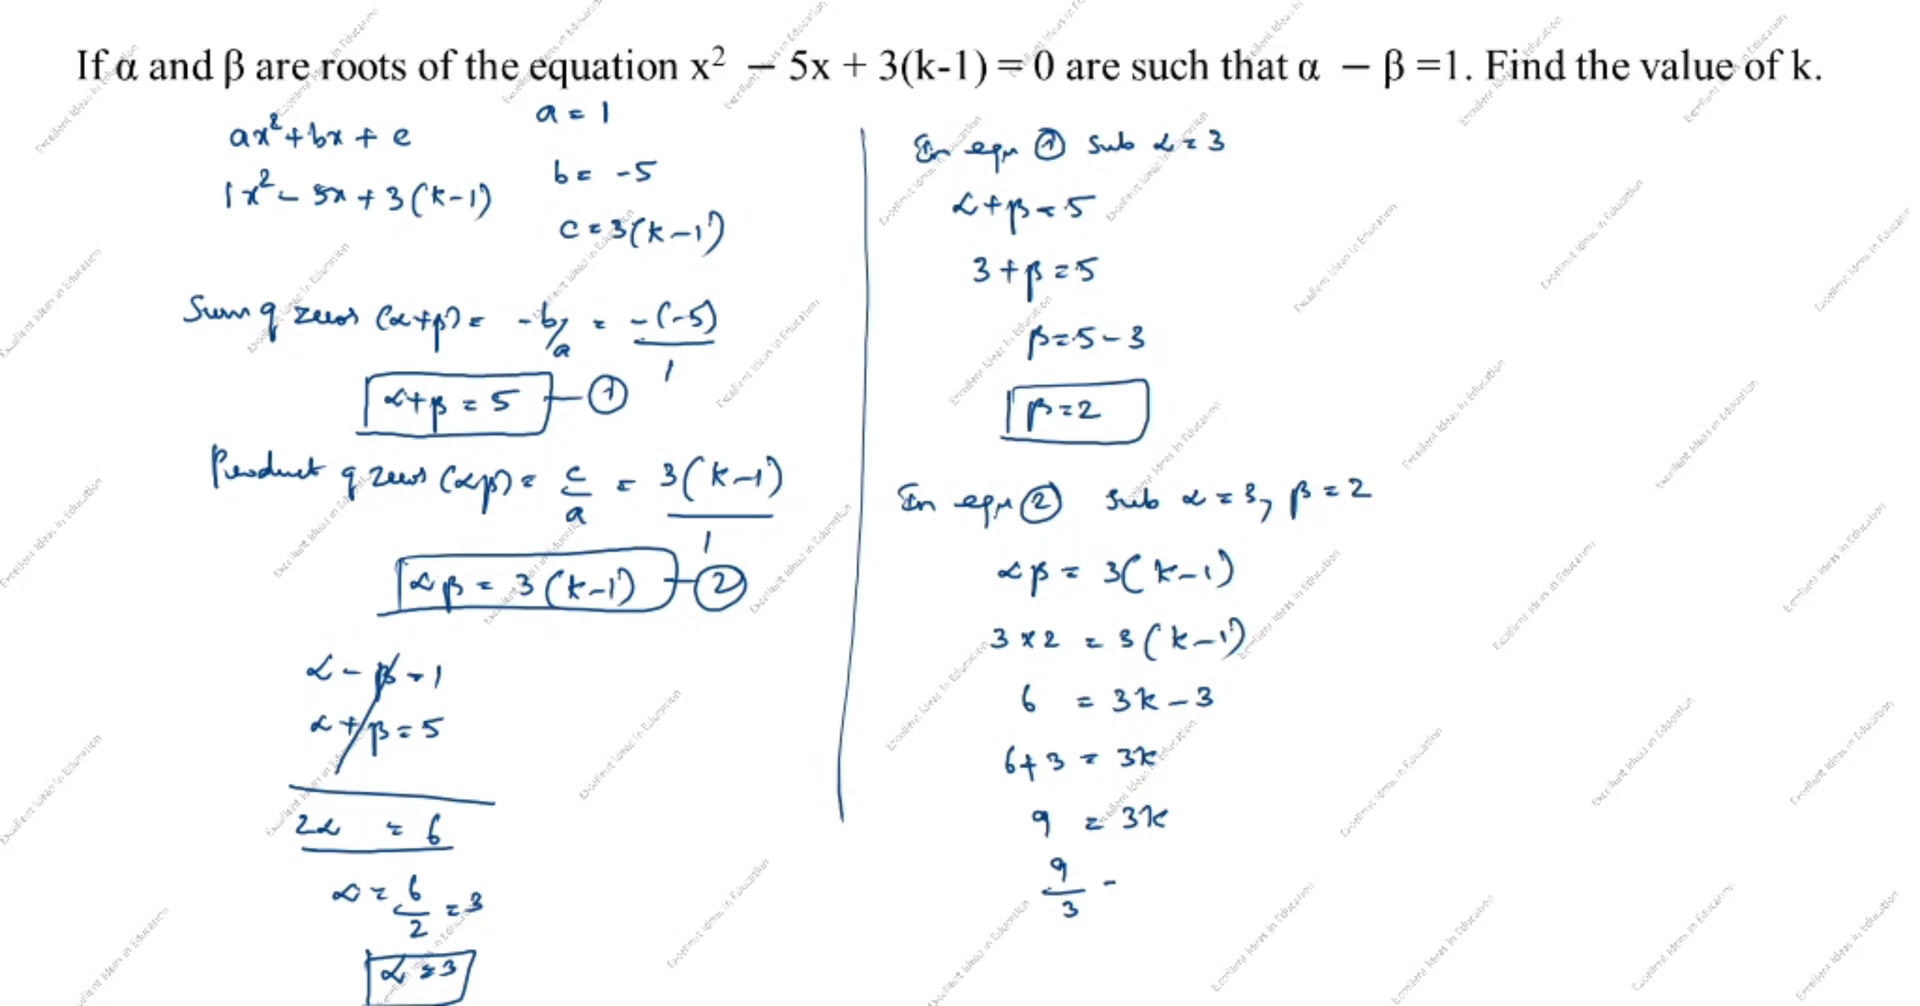 If α and β are roots of the equation x² − 5x + 3(k-1) = 0 are such that α − β =1. Find the value of k.
ax² + bx + c
1x² - 5x + 3(k-1)
a = 1
b = -5
c = 3(k-1)
Sum of zeros (α+β) = -b/a = -(-5)/1
α+β = 5 — ①
Product of zeros (αβ) = c/a = 3(k-1)/1
αβ = 3(k-1) — ②
α - β = 1
α + β = 5
2α = 6
α = 6/2 = 3
α = 3
In eqn ① sub α = 3
α+β = 5
3+β = 5
β = 5-3
β = 2
In eqn ② sub α = 3, β = 2
αβ = 3(k-1)
3 × 2 = 3(k-1)
6 = 3k - 3
6+3 = 3k
9 = 3k
9/3 =
Excellent Ideas in Education